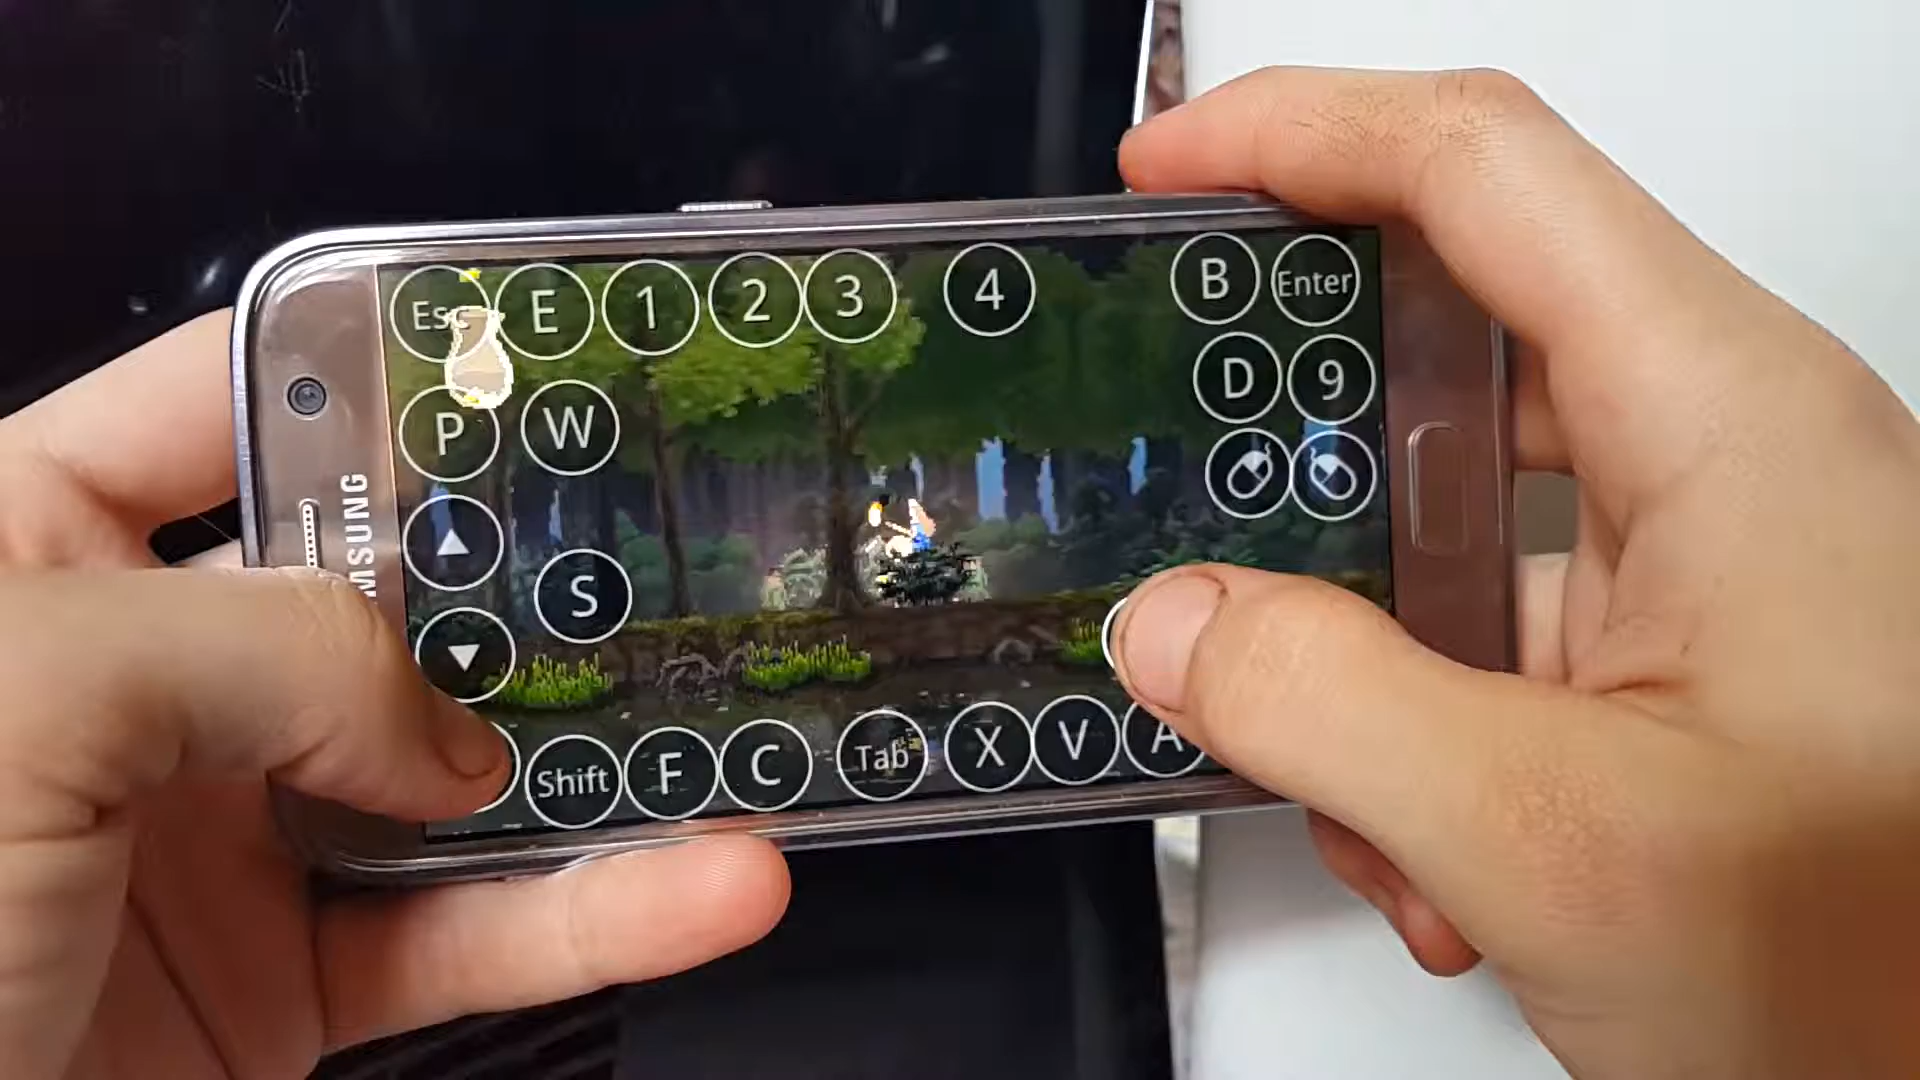 Esc E 1 2 3 4 B Enter
D 9
P W
S
Shift F C Tab X V A
SAMSUNG